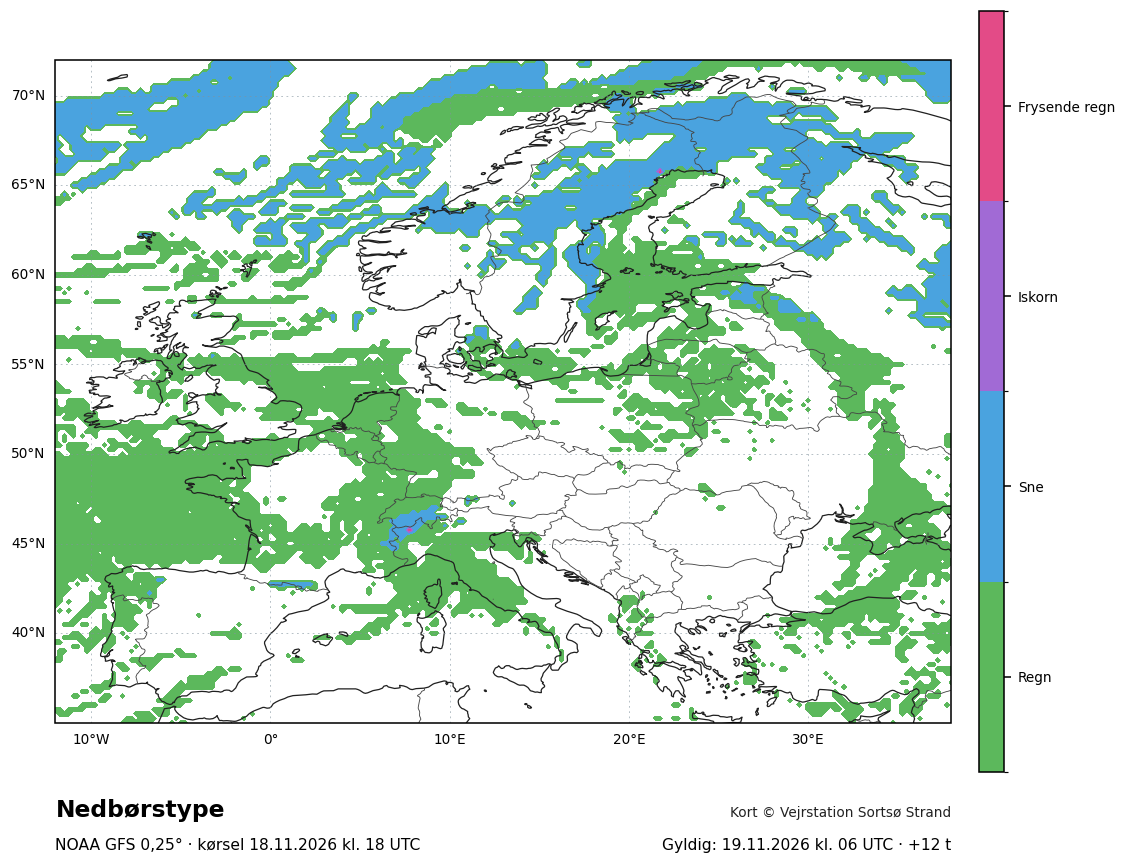 70°N
65°N
60°N
55°N
50°N
45°N
40°N
10°W
0°
10°E
20°E
30°E
Frysende regn
Iskorn
Sne
Regn
Nedbørstype
Kort © Vejrstation Sortsø Strand
NOAA GFS 0,25° · kørsel 18.11.2026 kl. 18 UTC
Gyldig: 19.11.2026 kl. 06 UTC · +12 t